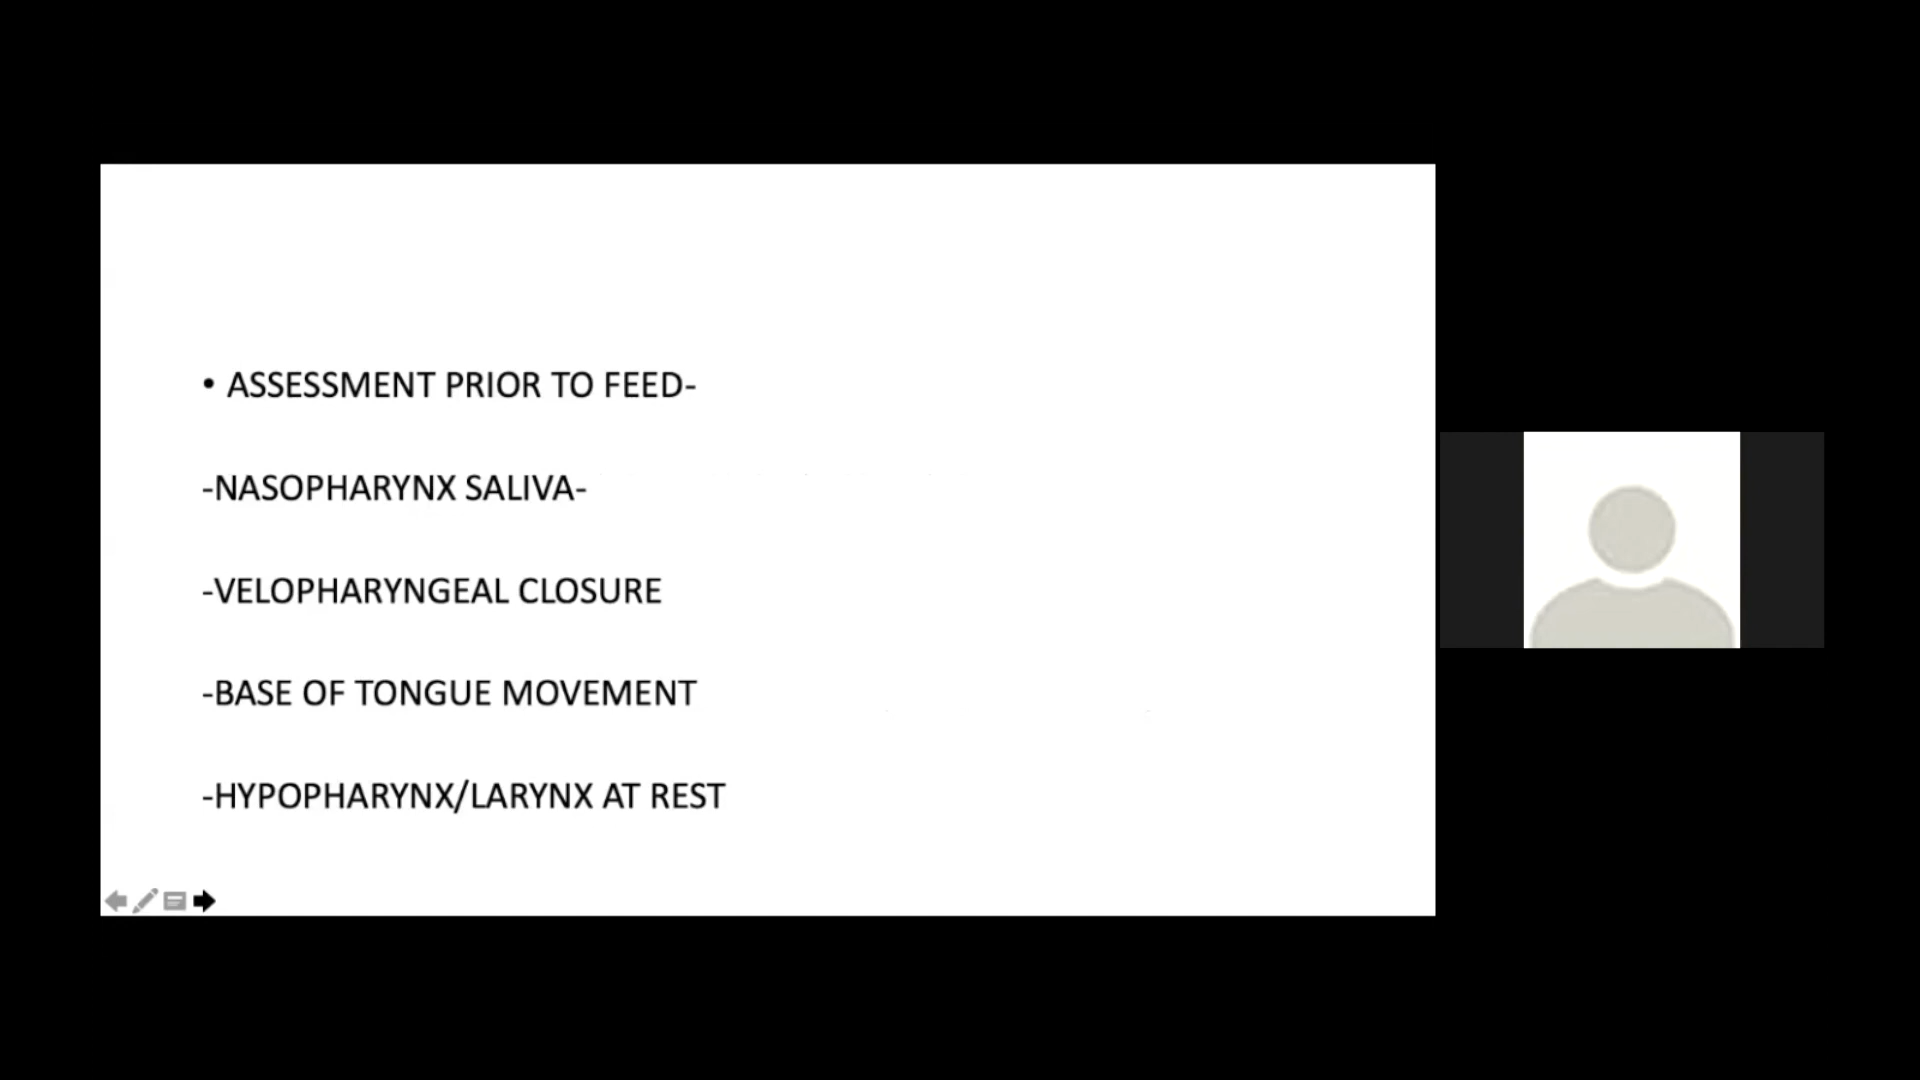 • ASSESSMENT PRIOR TO FEED-
-NASOPHARYNX SALIVA-
-VELOPHARYNGEAL CLOSURE
-BASE OF TONGUE MOVEMENT
-HYPOPHARYNX/LARYNX AT REST